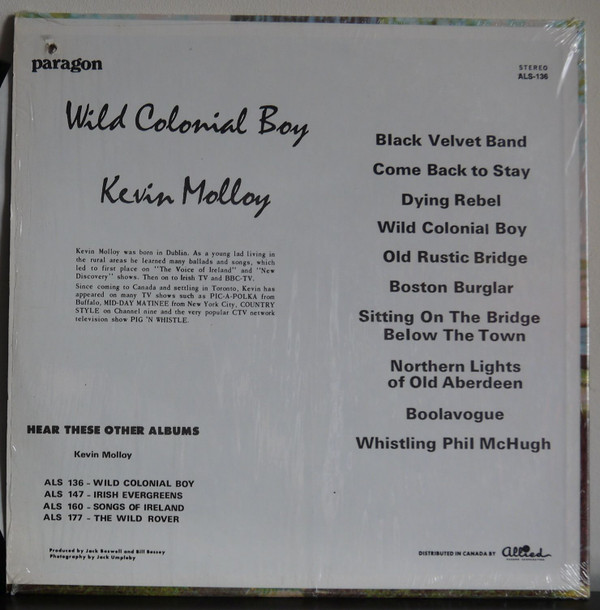 paragon
STEREO
ALS-136
Wild Colonial Boy
Kevin Molloy
Kevin Molloy was born in Dublin. As a young lad living in
the rural areas he learned many ballads and songs, which
led to first place on "The Voice of Ireland" and "New
Discovery" shows. Then on to Irish TV and BBC-TV.
Since coming to Canada and settling in Toronto, Kevin has
appeared on many TV shows such as PIC-A-POLKA from
Buffalo, MID-DAY MATINEE from New York City, COUNTRY
STYLE on Channel nine and the very popular CTV network
television show PIG 'N WHISTLE.
Black Velvet Band
Come Back to Stay
Dying Rebel
Wild Colonial Boy
Old Rustic Bridge
Boston Burglar
Sitting On The Bridge
Below The Town
Northern Lights
of Old Aberdeen
Boolavogue
Whistling Phil McHugh
HEAR THESE OTHER ALBUMS
Kevin Molloy
ALS 136 - WILD COLONIAL BOY
ALS 147 - IRISH EVERGREENS
ALS 160 - SONGS OF IRELAND
ALS 177 - THE WILD ROVER
Produced by Jack Boswell and Bill Bessey
Photography by Jack Umpleby
DISTRIBUTED IN CANADA BY Allied